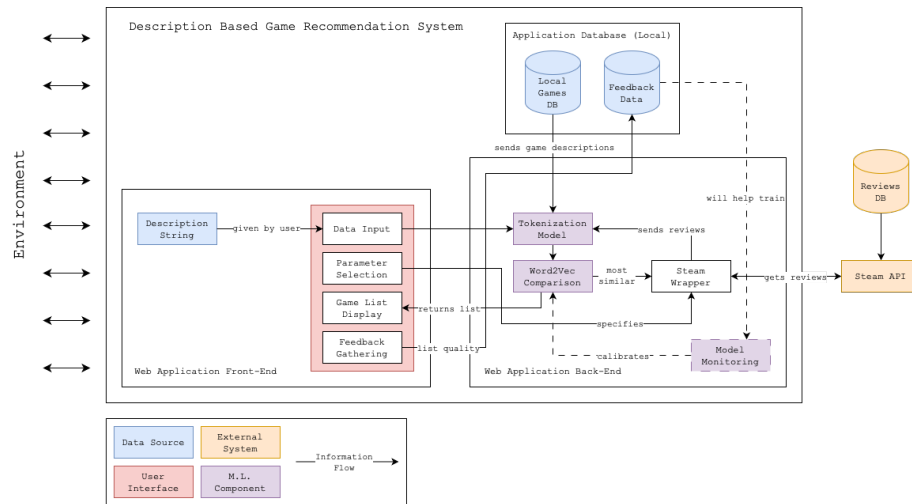 Description Based Game Recommendation System
Application Database (Local)
Local
Games
DB
Feedback
Data
sends game descriptions
Environment
Reviews
DB
will help train
Description
String
given by user
Data Input
Tokenization
Model
sends reviews
Parameter
Selection
Word2Vec
Comparison
most
similar
Steam
Wrapper
gets reviews
Steam API
Game List
Display
returns list
specifies
Feedback
Gathering
list quality
calibrates
Model
Monitoring
Web Application Front-End
Web Application Back-End
Data Source
External
System
Information
Flow
User
Interface
M.L.
Component